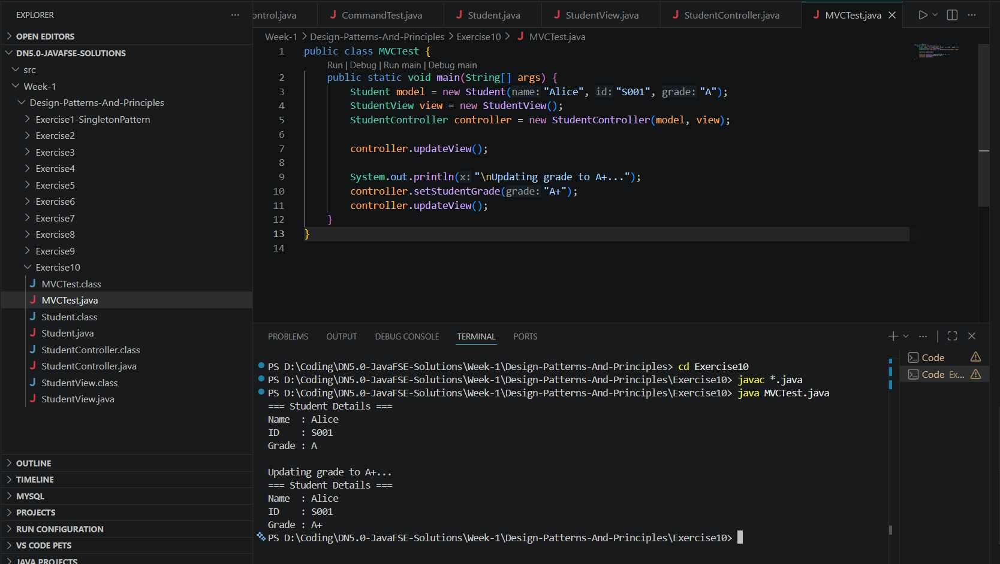 EXPLORER
OPEN EDITORS
DN5.0-JAVAFSE-SOLUTIONS
src
Week-1
Design-Patterns-And-Principles
Exercise1-SingletonPattern
Exercise2
Exercise3
Exercise4
Exercise5
Exercise6
Exercise7
Exercise8
Exercise9
Exercise10
MVCTest.class
MVCTest.java
Student.class
Student.java
StudentController.class
StudentController.java
StudentView.class
StudentView.java
OUTLINE
TIMELINE
MYSQL
PROJECTS
RUN CONFIGURATION
VS CODE PETS
JAVA PROJECTS
ontrol.java CommandTest.java Student.java StudentView.java StudentController.java MVCTest.java
Week-1 > Design-Patterns-And-Principles > Exercise10 > MVCTest.java
1 public class MVCTest {
Run | Debug | Run main | Debug main
2 public static void main(String[] args) {
3 Student model = new Student(name: "Alice", id: "S001", grade: "A");
4 StudentView view = new StudentView();
5 StudentController controller = new StudentController(model, view);
6
7 controller.updateView();
8
9 System.out.println(x: "\nUpdating grade to A+...");
10 controller.setStudentGrade(grade: "A+");
11 controller.updateView();
12 }
13 }
14
PROBLEMS OUTPUT DEBUG CONSOLE TERMINAL PORTS
PS D:\Coding\DN5.0-JavaFSE-Solutions\Week-1\Design-Patterns-And-Principles> cd Exercise10
PS D:\Coding\DN5.0-JavaFSE-Solutions\Week-1\Design-Patterns-And-Principles\Exercise10> javac *.java
PS D:\Coding\DN5.0-JavaFSE-Solutions\Week-1\Design-Patterns-And-Principles\Exercise10> java MVCTest.java
=== Student Details ===
Name : Alice
ID : S001
Grade : A
Updating grade to A+...
=== Student Details ===
Name : Alice
ID : S001
Grade : A+
PS D:\Coding\DN5.0-JavaFSE-Solutions\Week-1\Design-Patterns-And-Principles\Exercise10>
Code
Code Ex...